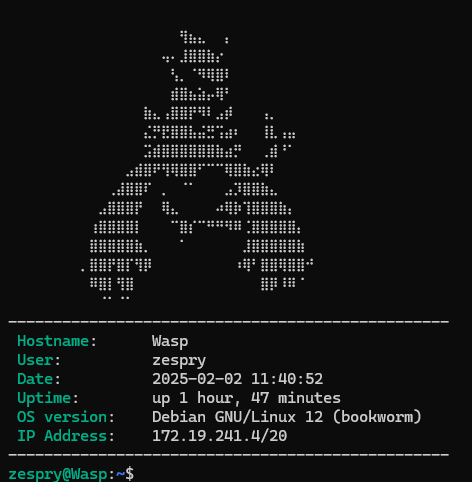 Hostname: Wasp
User: zespry
Date: 2025-02-02 11:40:52
Uptime: up 1 hour, 47 minutes
OS version: Debian GNU/Linux 12 (bookworm)
IP Address: 172.19.241.4/20
zespry@Wasp:~$